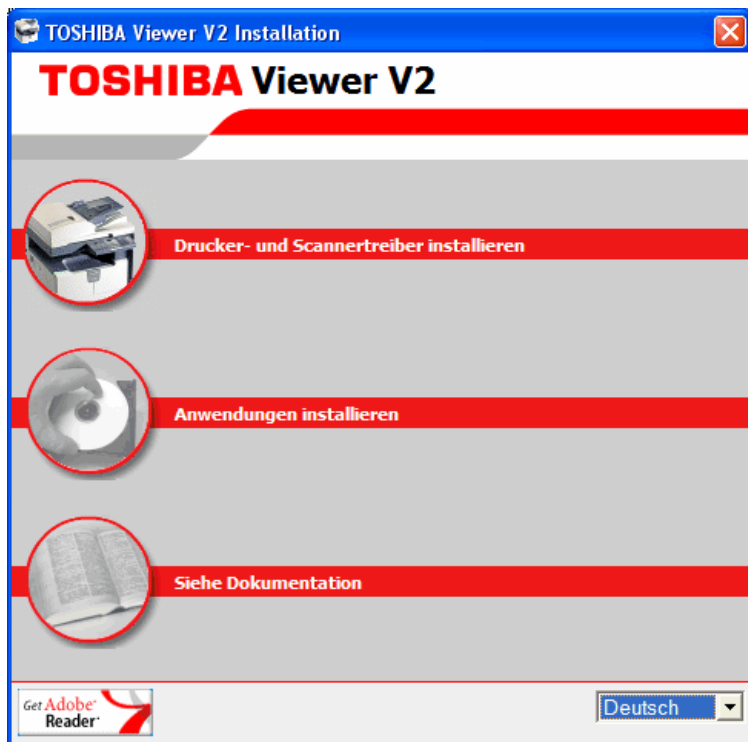 TOSHIBA Viewer V2 Installation
TOSHIBA Viewer V2
Drucker- und Scannertreiber installieren
Anwendungen installieren
Siehe Dokumentation
Get Adobe
Reader
Deutsch